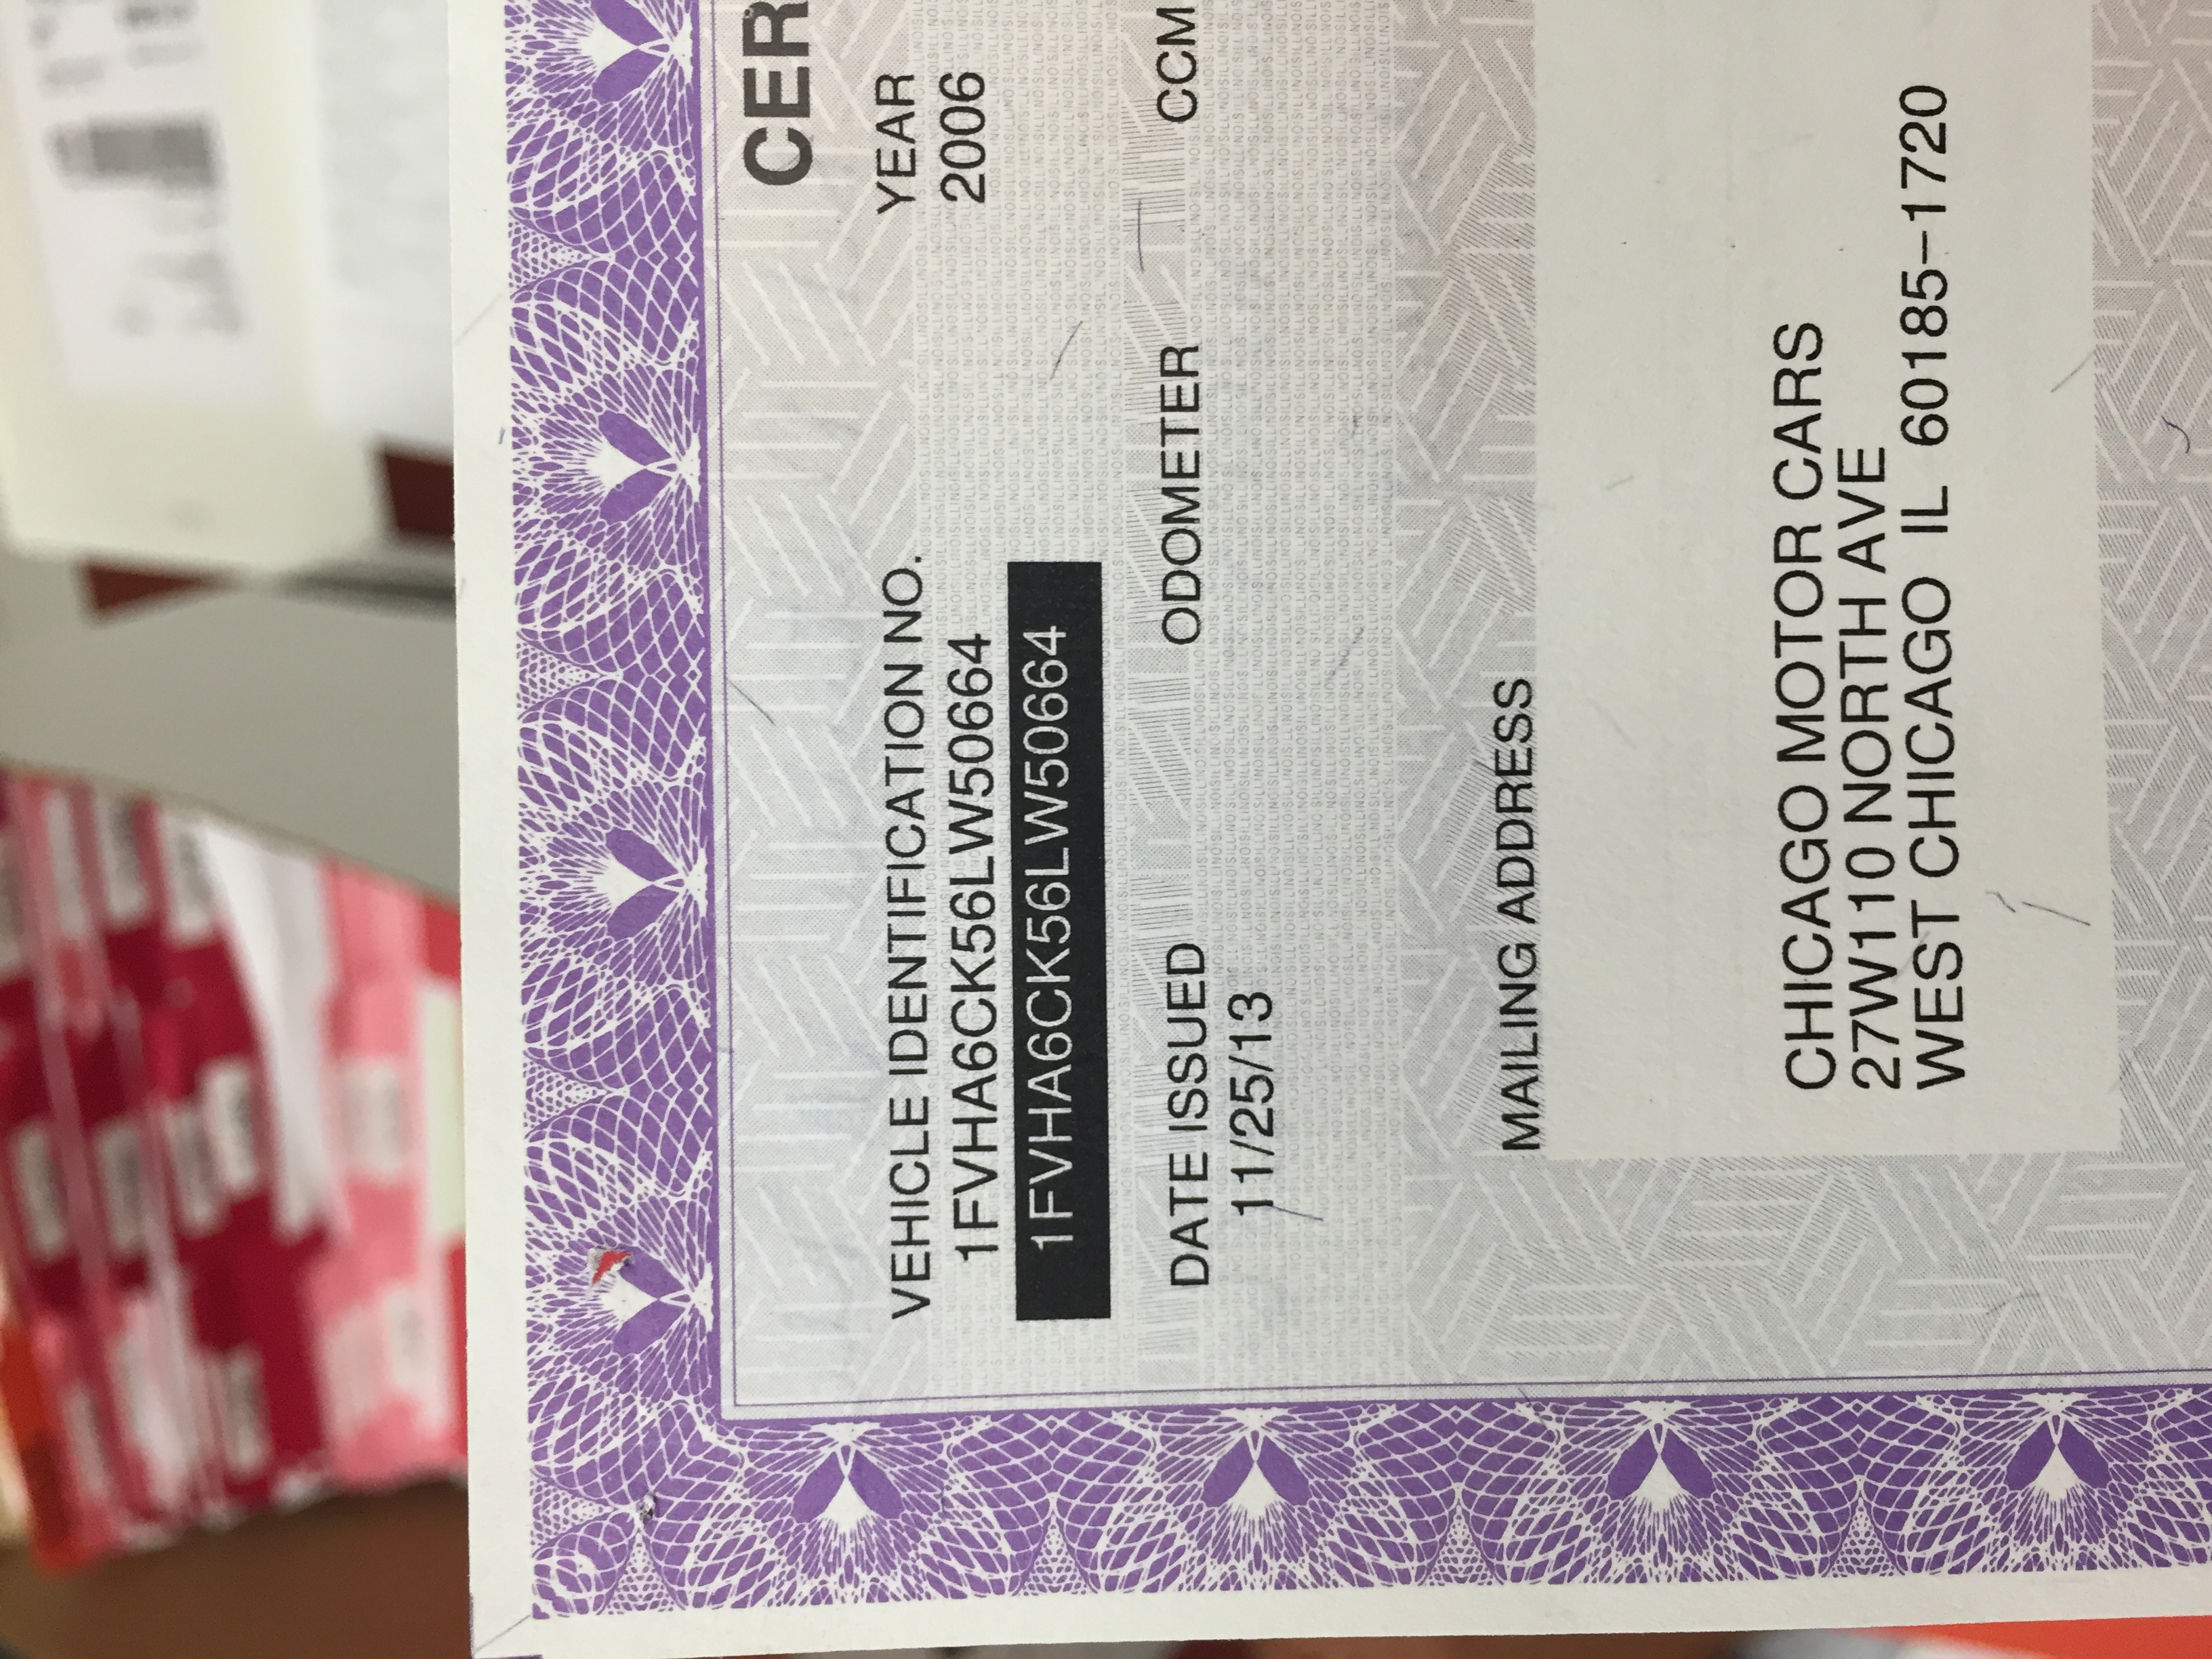 CER
VEHICLE IDENTIFICATION NO. YEAR
1FVHA6CK56LW50664 2006
1FVHA6CK56LW50664
DATE ISSUED ODOMETER CCM
11/25/13
MAILING ADDRESS
CHICAGO MOTOR CARS
27W110 NORTH AVE
WEST CHICAGO IL 60185-1720